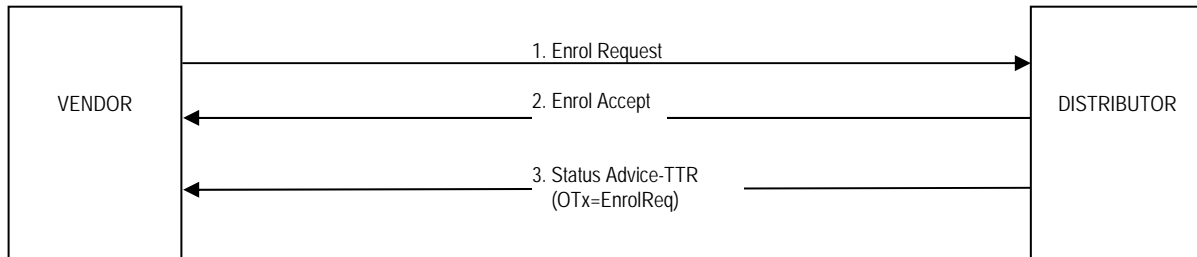 1. Enrol Request
VENDOR
2. Enrol Accept
DISTRIBUTOR
3. Status Advice-TTR
(OTx=EnrolReq)